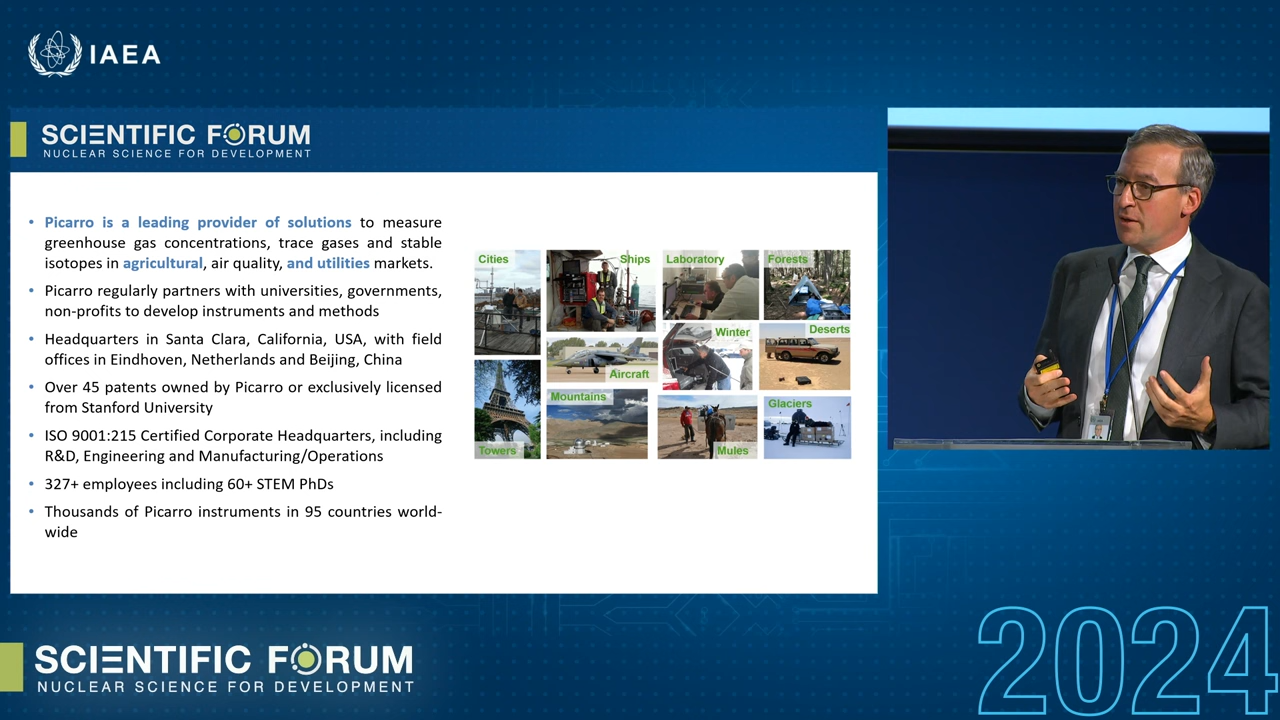 IAEA
SCIENTIFIC FORUM
NUCLEAR SCIENCE FOR DEVELOPMENT
• Picarro is a leading provider of solutions to measure
greenhouse gas concentrations, trace gases and stable
isotopes in agricultural, air quality, and utilities markets.
• Picarro regularly partners with universities, governments,
non-profits to develop instruments and methods
• Headquarters in Santa Clara, California, USA, with field
offices in Eindhoven, Netherlands and Beijing, China
• Over 45 patents owned by Picarro or exclusively licensed
from Stanford University
• ISO 9001:215 Certified Corporate Headquarters, including
R&D, Engineering and Manufacturing/Operations
• 327+ employees including 60+ STEM PhDs
• Thousands of Picarro instruments in 95 countries world-
wide
Cities
Ships
Laboratory
Forests
Aircraft
Winter
Deserts
Towers
Mountains
Mules
Glaciers
SCIENTIFIC FORUM
NUCLEAR SCIENCE FOR DEVELOPMENT
2024